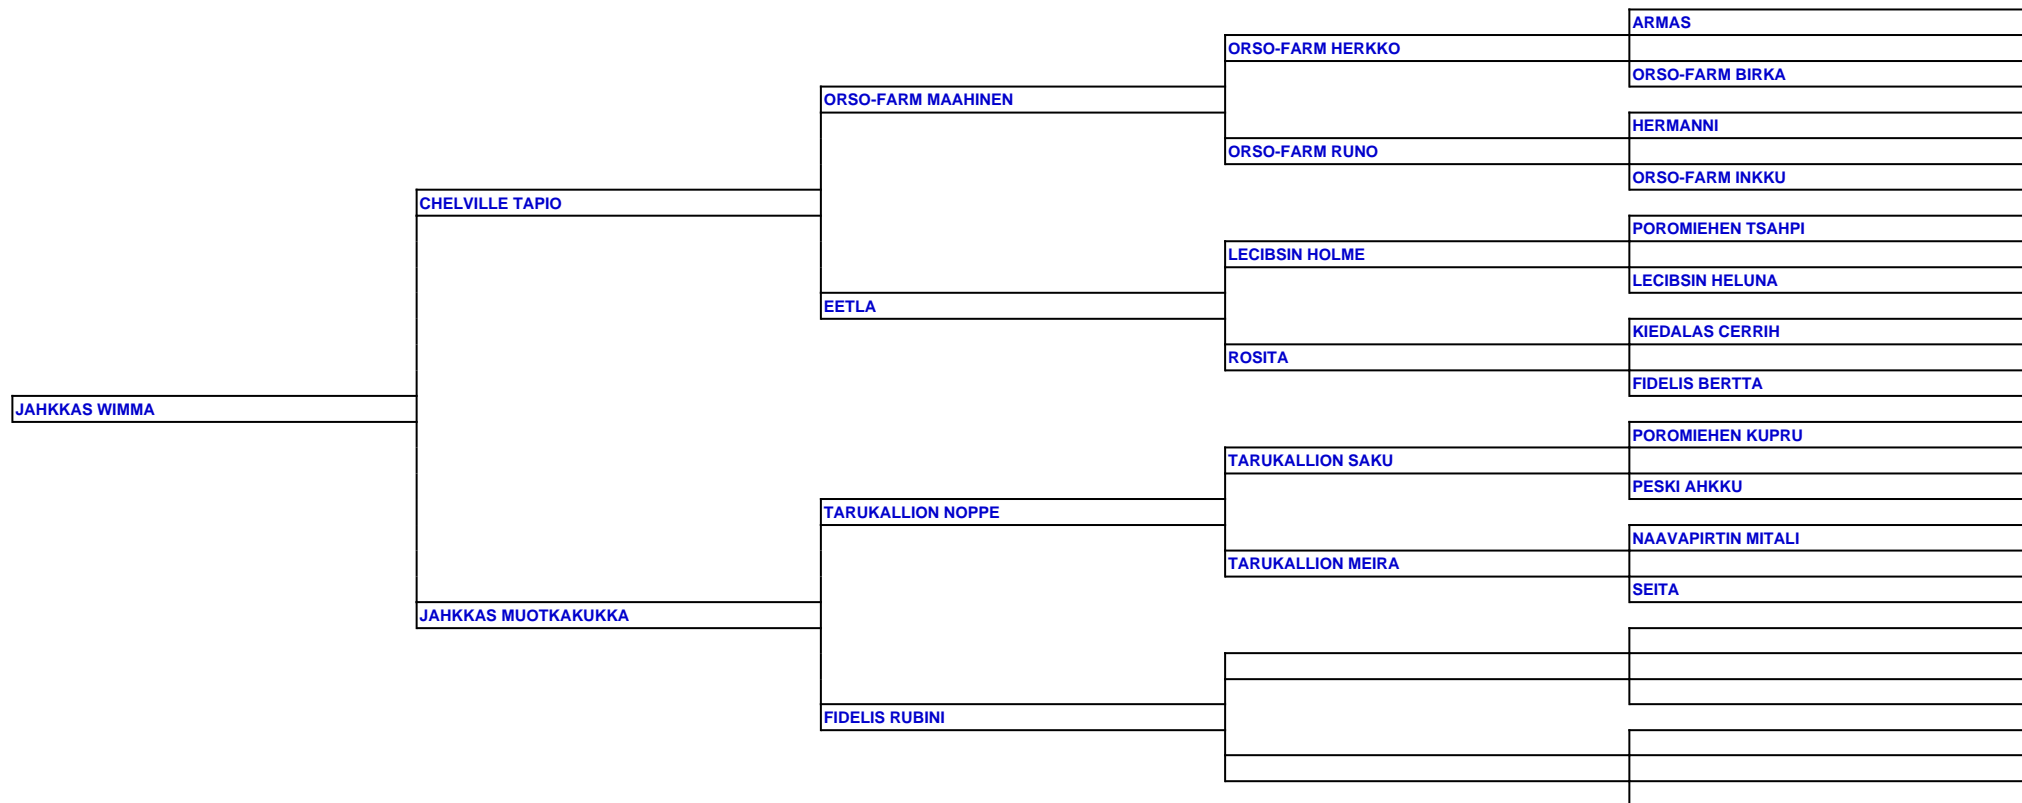 ARMAS
ORSO-FARM HERKKO
ORSO-FARM BIRKA
ORSO-FARM MAAHINEN
HERMANNI
ORSO-FARM RUNO
ORSO-FARM INKKU
CHELVILLE TAPIO
POROMIEHEN TSAHPI
LECIBSIN HOLME
LECIBSIN HELUNA
EETLA
KIEDALAS CERRIH
ROSITA
FIDELIS BERTTA
JAHKKAS WIMMA
POROMIEHEN KUPRU
TARUKALLION SAKU
PESKI AHKKU
TARUKALLION NOPPE
NAAVAPIRTIN MITALI
TARUKALLION MEIRA
SEITA
JAHKKAS MUOTKAKUKKA
FIDELIS RUBINI